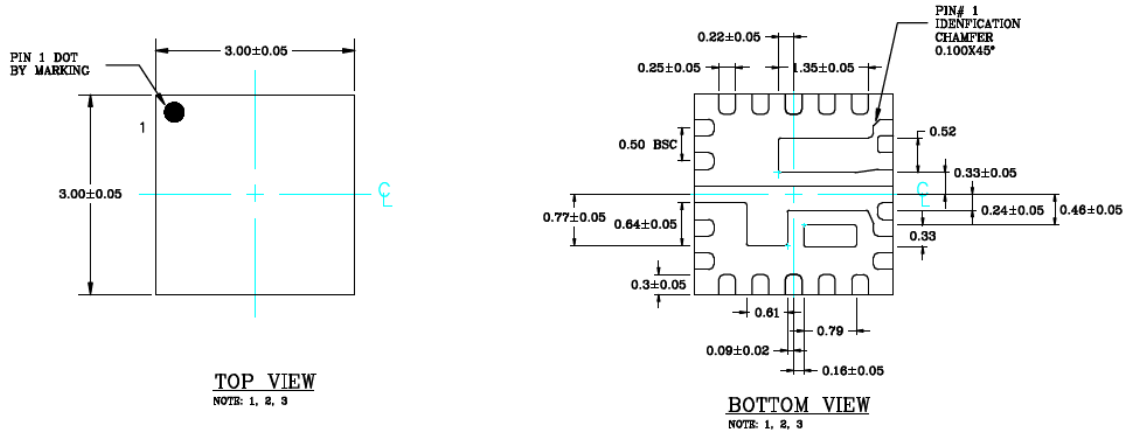 PIN 1 DOT
BY MARKING
3.00±0.05
1
3.00±0.05
℄
TOP VIEW
NOTE: 1, 2, 3
PIN# 1
IDENFICATION
CHAMFER
0.100X45°
0.22±0.05
0.25±0.05
1.35±0.05
0.50 BSC
0.52
0.33±0.05
℄
0.77±0.05
0.64±0.05
0.24±0.05
0.46±0.05
0.33
0.3±0.05
0.61
0.79
0.09±0.02
0.16±0.05
BOTTOM VIEW
NOTE: 1, 2, 3